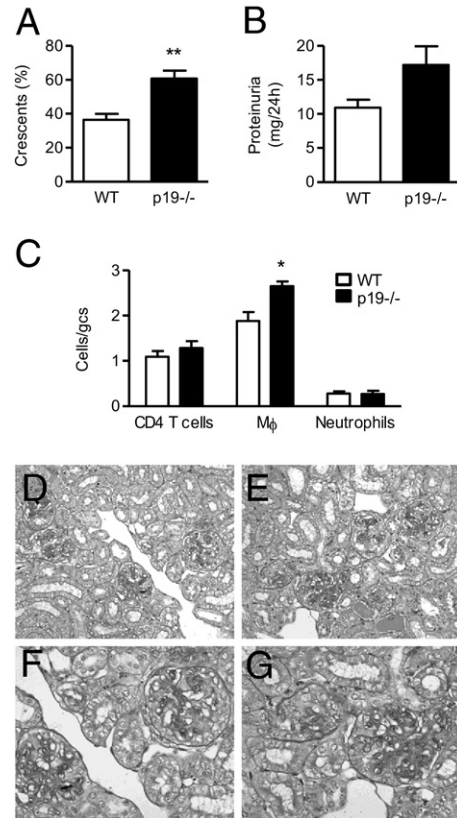 A
B
80
60
40
20
0
Crescents (%)
**
WT
p19-/-
20
15
10
5
0
Proteinuria
(mg/24h)
WT
p19-/-
C
3
2
1
0
Cells/gcs
*
WT
p19-/-
CD4 T cells
Mϕ
Neutrophils
D
E
F
G